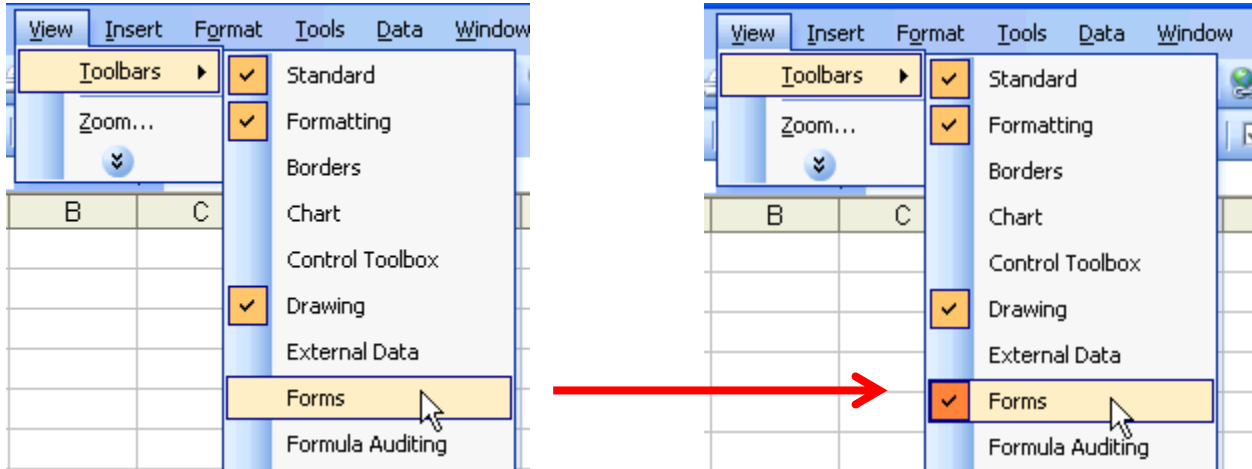 View Insert Format Tools Data Window
Toolbars
Standard
Formatting
Zoom...
Borders
B C
Chart
Control Toolbox
Drawing
External Data
Forms
Formula Auditing
View Insert Format Tools Data Window
Toolbars
Standard
Formatting
Zoom...
Borders
B C
Chart
Control Toolbox
Drawing
External Data
Forms
Formula Auditing